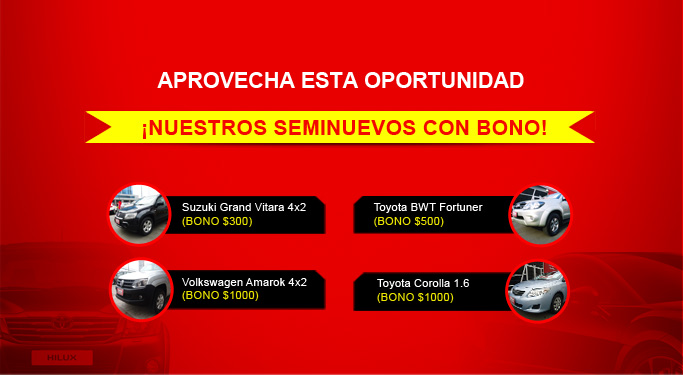 APROVECHA ESTA OPORTUNIDAD
¡NUESTROS SEMINUEVOS CON BONO!
Suzuki Grand Vitara 4x2
(BONO $300)
Toyota BWT Fortuner
(BONO $500)
Volkswagen Amarok 4x2
(BONO $1000)
Toyota Corolla 1.6
(BONO $1000)
HILUX